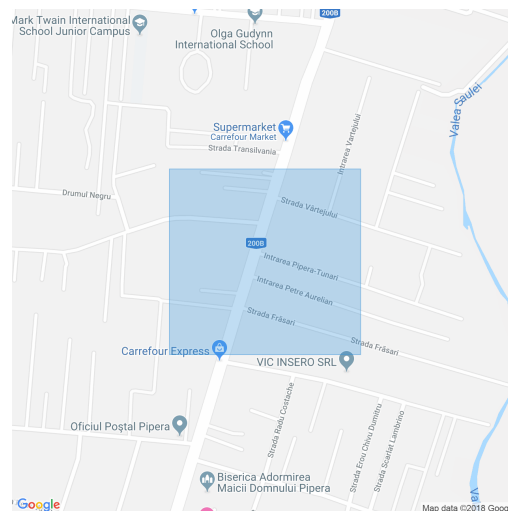 Mark Twain International
School Junior Campus
200B
Olga Gudynn
International School
Valea Saulei
Supermarket
Carrefour Market
Strada Transilvania
Intrarea Vartejului
Drumul Negru
Strada Vârtejului
200B
Intrarea Pipera-Tunari
Intrarea Petre Aurelian
Strada Frăsari
Strada Frăsari
Carrefour Express
VIC INSERO SRL
Oficiul Poștal Pipera
Strada Radu Costache
Strada Erou Chivu Dumitru
Strada Scarlat Lambrino
Biserica Adormirea
Maicii Domnului Pipera
Google
Map data ©2018 Goog